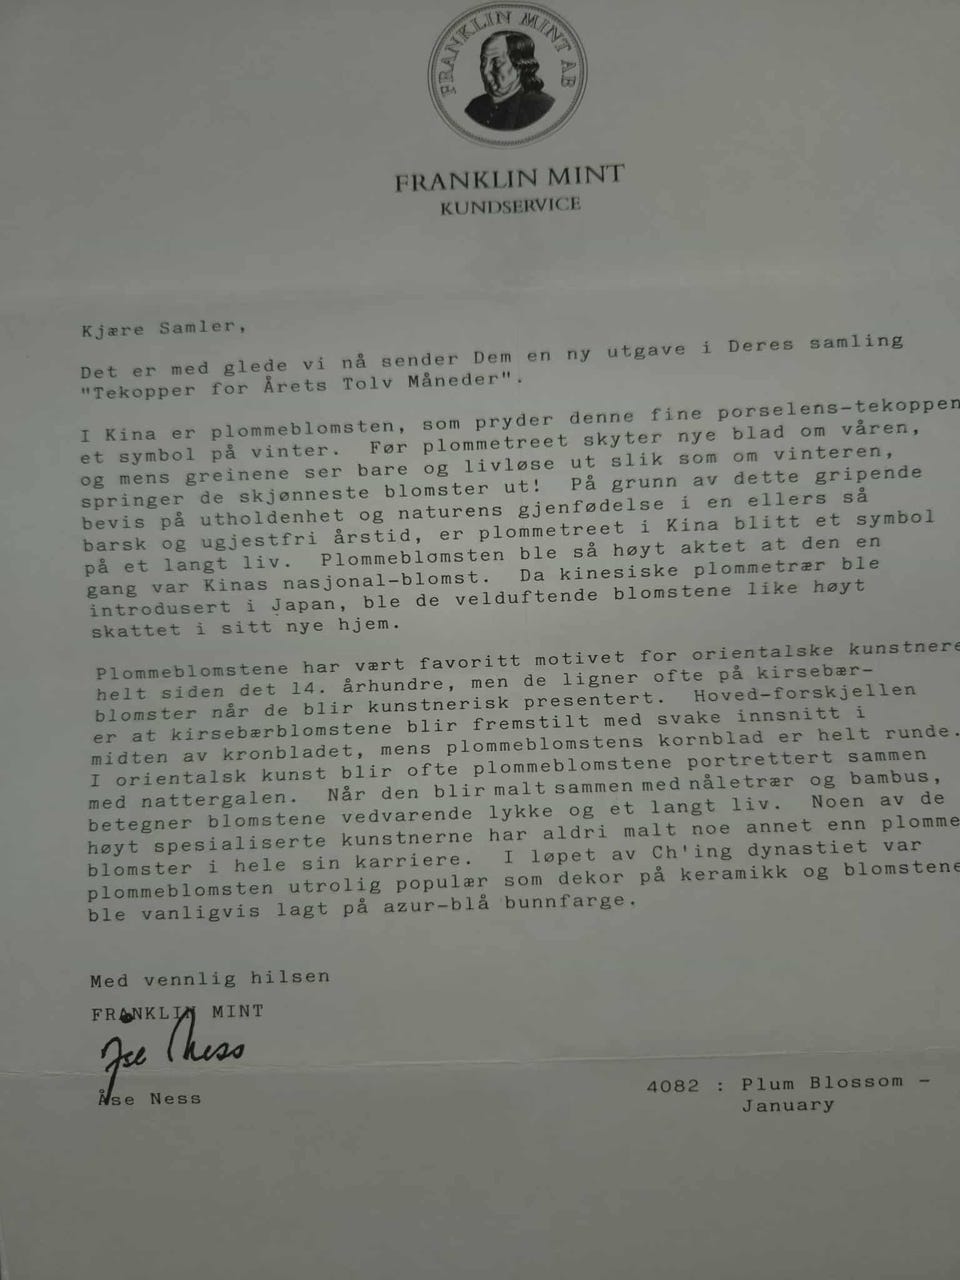 FRANKLIN MINT AB
FRANKLIN MINT
KUNDSERVICE
Kjære Samler,
Det er med glede vi nå sender Dem en ny utgave i Deres samling
"Tekopper for Årets Tolv Måneder".
I Kina er plommeblomsten, som pryder denne fine porselens-tekoppen
et symbol på vinter. Før plommetreet skyter nye blad om våren,
og mens greinene ser bare og livløse ut slik som om vinteren,
springer de skjønneste blomster ut! På grunn av dette gripende
bevis på utholdenhet og naturens gjenfødelse i en ellers så
barsk og ugjestfri årstid, er plommetreet i Kina blitt et symbol
på et langt liv. Plommeblomsten ble så høyt aktet at den en
gang var Kinas nasjonal-blomst. Da kinesiske plommetrær ble
introdusert i Japan, ble de velduftende blomstene like høyt
skattet i sitt nye hjem.
Plommeblomstene har vært favoritt motivet for orientalske kunstnere
helt siden det 14. århundre, men de ligner ofte på kirsebær-
blomster når de blir kunstnerisk presentert. Hoved-forskjellen
er at kirsebærblomstene blir fremstilt med svake innsnitt i
midten av kronbladet, mens plommeblomstens kornblad er helt runde.
I orientalsk kunst blir ofte plommeblomstene portrettert sammen
med nattergalen. Når den blir malt sammen med nåletrær og bambus,
betegner blomstene vedvarende lykke og et langt liv. Noen av de
høyt spesialiserte kunstnerne har aldri malt noe annet enn plomme
blomster i hele sin karriere. I løpet av Ch'ing dynastiet var
plommeblomsten utrolig populær som dekor på keramikk og blomstene
ble vanligvis lagt på azur-blå bunnfarge.
Med vennlig hilsen
FRANKLIN MINT
Åse Ness
Åse Ness
4082 : Plum Blossom -
January